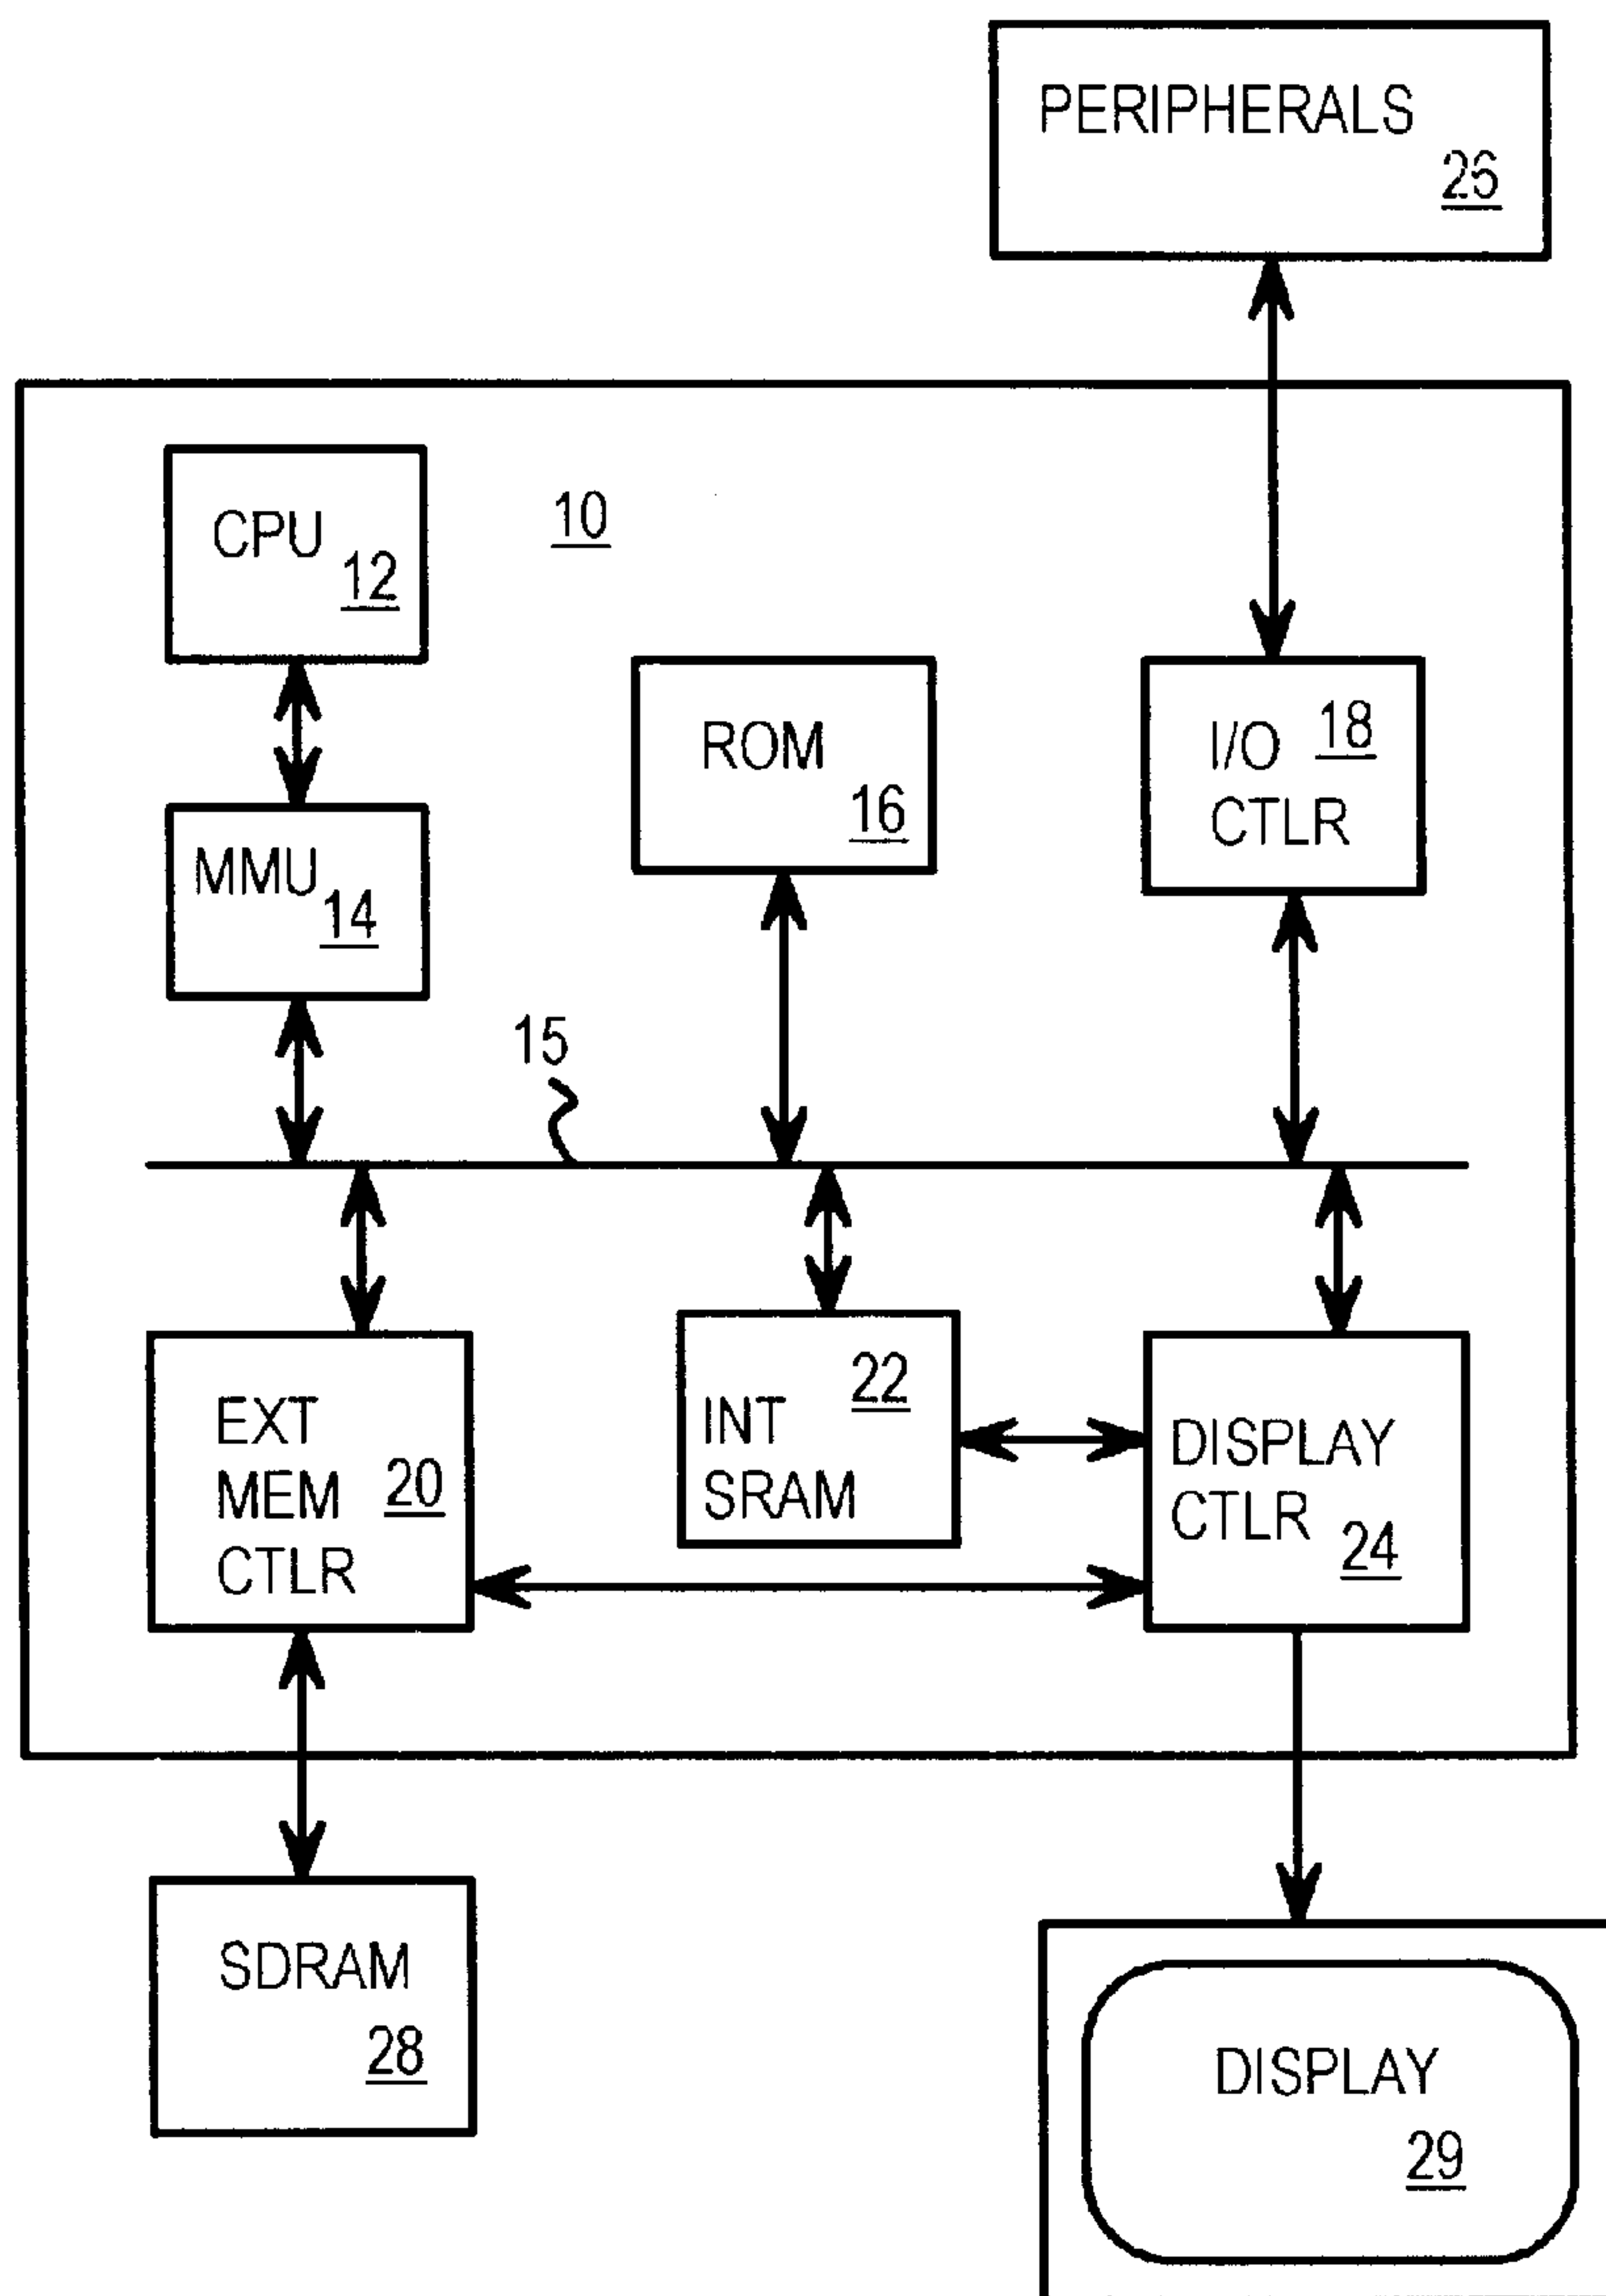 PERIPHERALS
26
10
CPU
12
ROM
16
I/O 18
CTLR
MMU
14
15
EXT
MEM 20
CTLR
22
INT
SRAM
DISPLAY
CTLR
24
SDRAM
28
DISPLAY
29